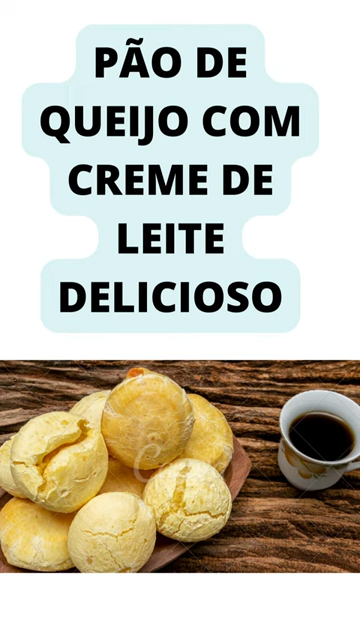 PÃO DE
QUEIJO COM
CREME DE
LEITE
DELICIOSO